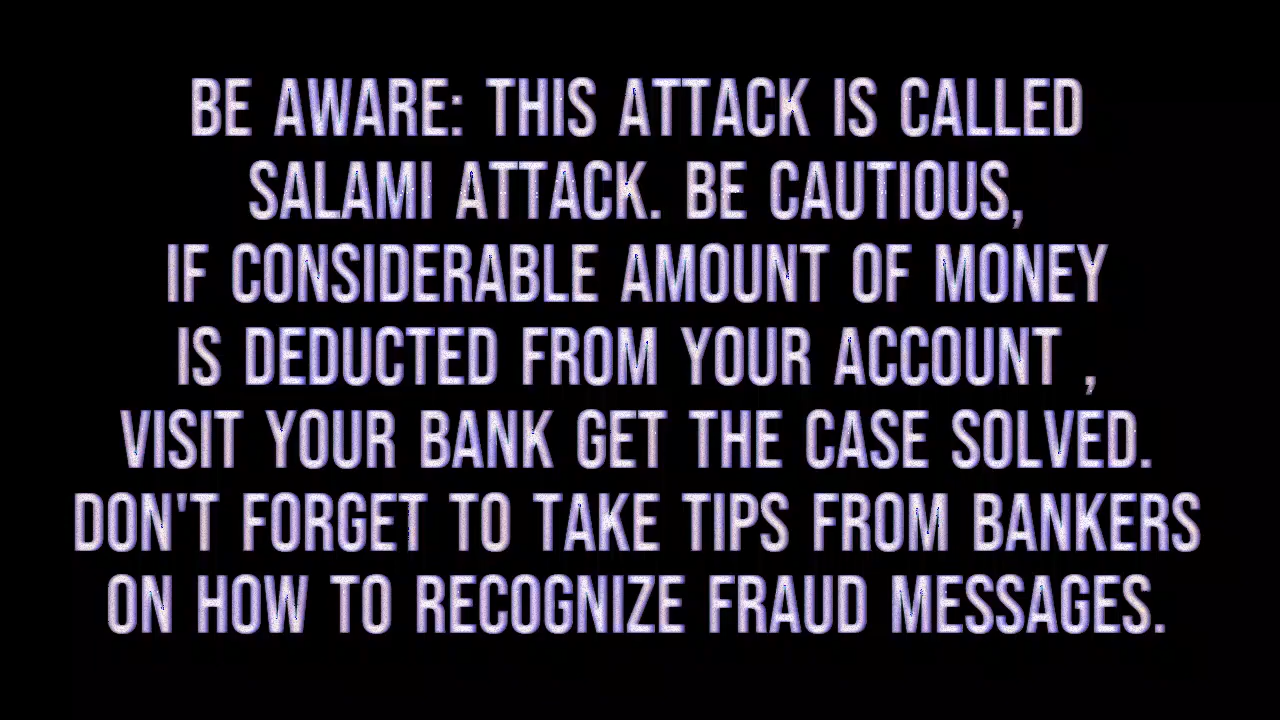 BE AWARE: THIS ATTACK IS CALLED
SALAMI ATTACK. BE CAUTIOUS,
IF CONSIDERABLE AMOUNT OF MONEY
IS DEDUCTED FROM YOUR ACCOUNT ,
VISIT YOUR BANK GET THE CASE SOLVED.
DON'T FORGET TO TAKE TIPS FROM BANKERS
ON HOW TO RECOGNIZE FRAUD MESSAGES.